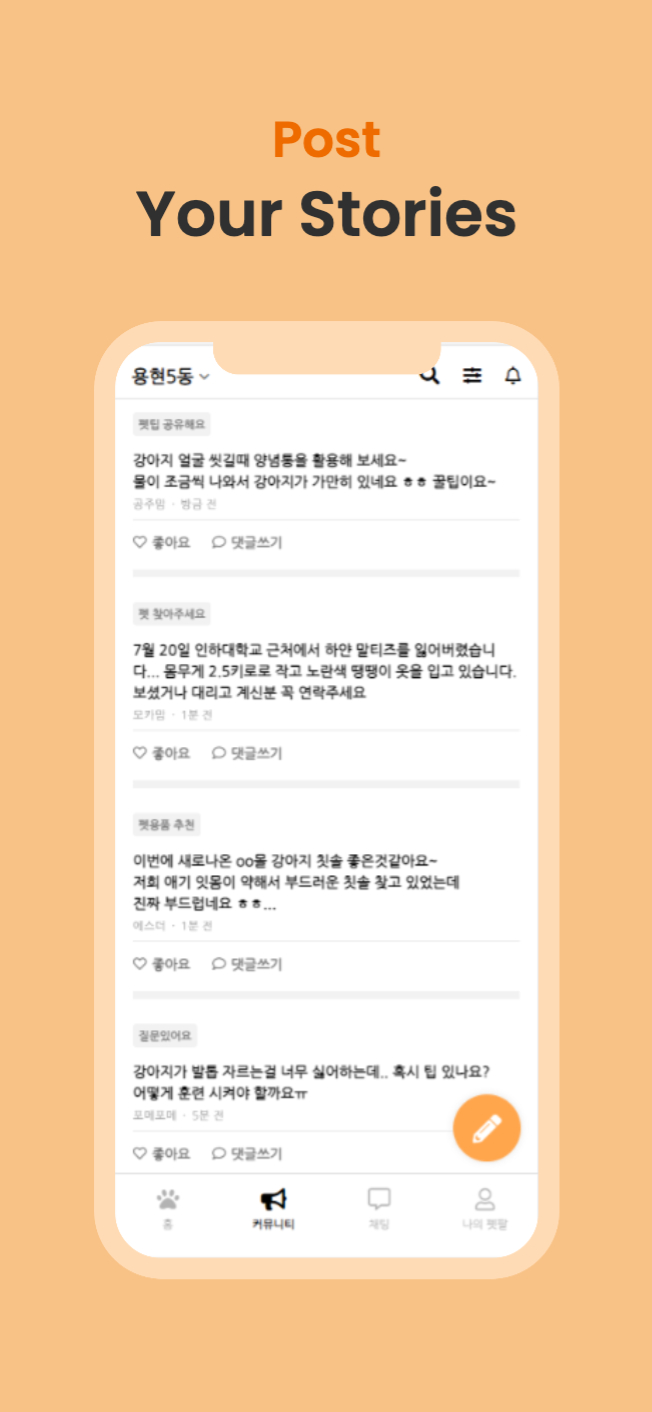 Post
Your Stories
용현5동
펫팁 공유해요
강아지 얼굴 씻길때 양념통을 활용해 보세요~
물이 조금씩 나와서 강아지가 가만히 있네요 ㅎㅎ 꿀팁이요~
공주맘 · 방금 전
좋아요 댓글쓰기
펫 찾아주세요
7월 20일 인하대학교 근처에서 하얀 말티즈를 잃어버렸습니
다... 몸무게 2.5키로로 작고 노란색 땡땡이 옷을 입고 있습니다.
보셨거나 대리고 계신분 꼭 연락주세요
모카맘 · 1분 전
좋아요 댓글쓰기
펫용품 추천
이번에 새로나온 oo몰 강아지 칫솔 좋은것같아요~
저희 애기 잇몸이 약해서 부드러운 칫솔 찾고 있었는데
진짜 부드럽네요 ㅎㅎ...
에스더 · 1분 전
좋아요 댓글쓰기
질문있어요
강아지가 발톱 자르는걸 너무 싫어하는데.. 혹시 팁 있나요?
어떻게 훈련 시켜야 할까요ㅠ
포메포메 · 5분 전
좋아요 댓글쓰기
홈 커뮤니티 채팅 나의 펫팔